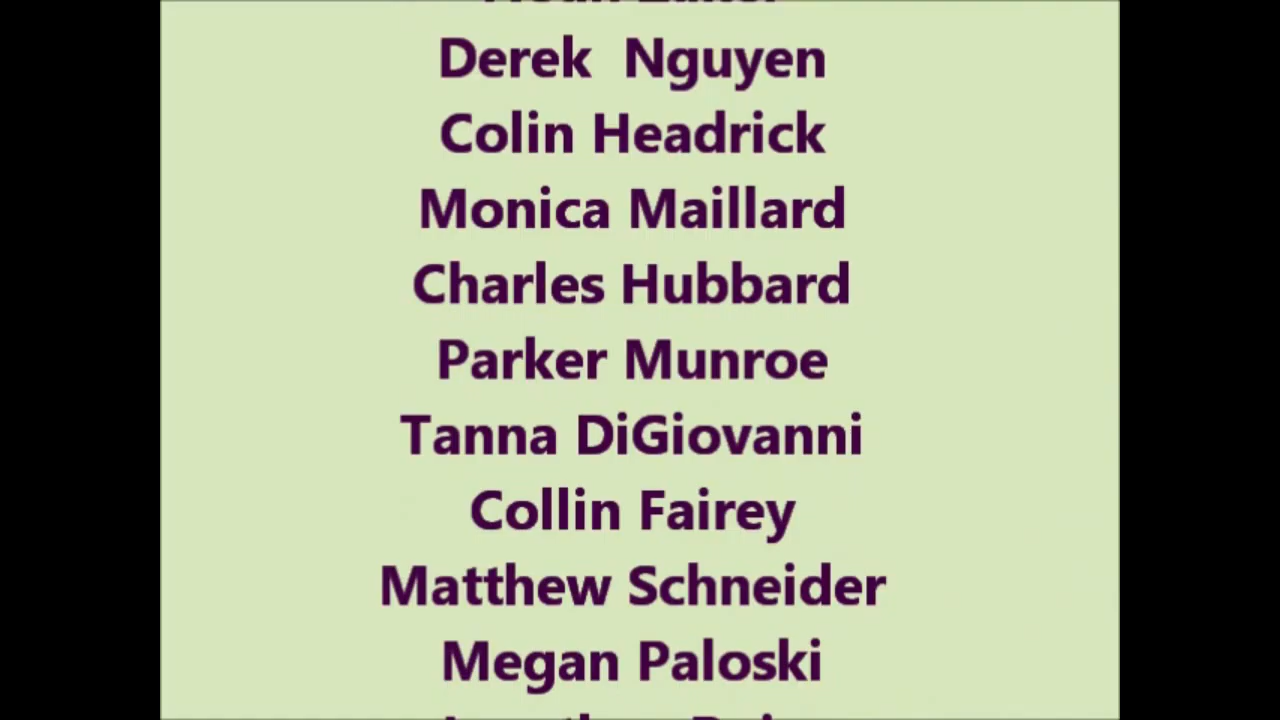 Derek  Nguyen
Colin Headrick
Monica Maillard
Charles Hubbard
Parker Munroe
Tanna DiGiovanni
Collin Fairey
Matthew Schneider
Megan Paloski